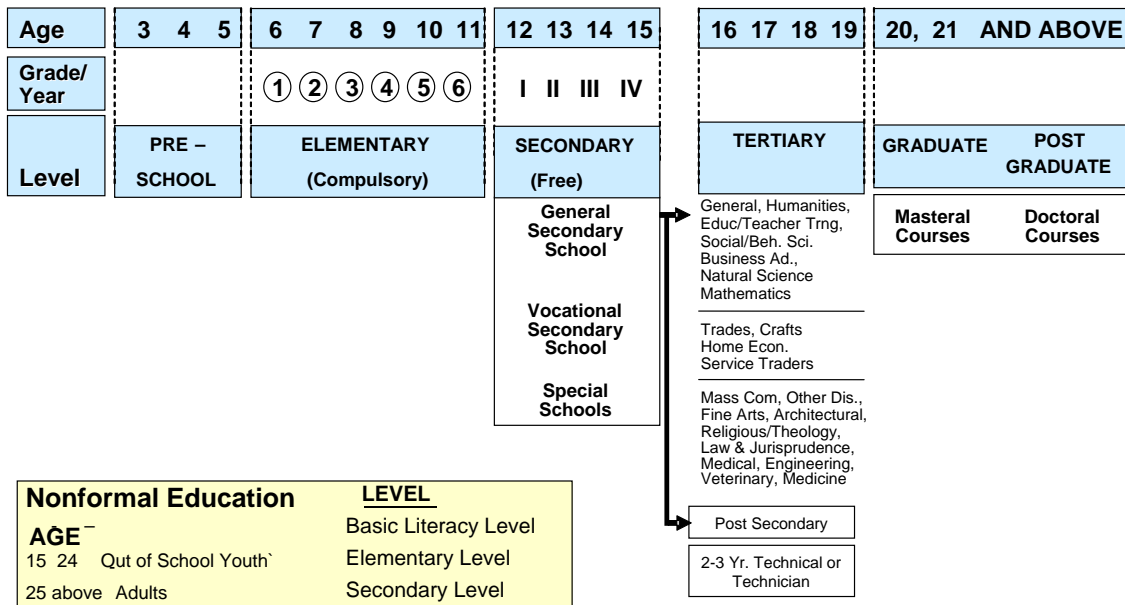 Age 3 4 5 6 7 8 9 10 11 12 13 14 15 16 17 18 19 20, 21 AND ABOVE
Grade/
Year
1 2 3 4 5 6 I II III IV
Level
PRE –
SCHOOL
ELEMENTARY
(Compulsory)
SECONDARY
(Free)
TERTIARY
GRADUATE
POST
GRADUATE
General
Secondary
School
Vocational
Secondary
School
Special
Schools
General, Humanities,
Educ/Teacher Trng,
Social/Beh. Sci.
Business Ad.,
Natural Science
Mathematics
Trades, Crafts
Home Econ.
Service Traders
Mass Com, Other Dis.,
Fine Arts, Architectural,
Religious/Theology,
Law & Jurisprudence,
Medical, Engineering,
Veterinary, Medicine
Post Secondary
2-3 Yr. Technical or
Technician
Masteral
Courses
Doctoral
Courses
Nonformal Education
AGE –
15 24 Qut of School Youth`
25 above Adults
LEVEL
Basic Literacy Level
Elementary Level
Secondary Level